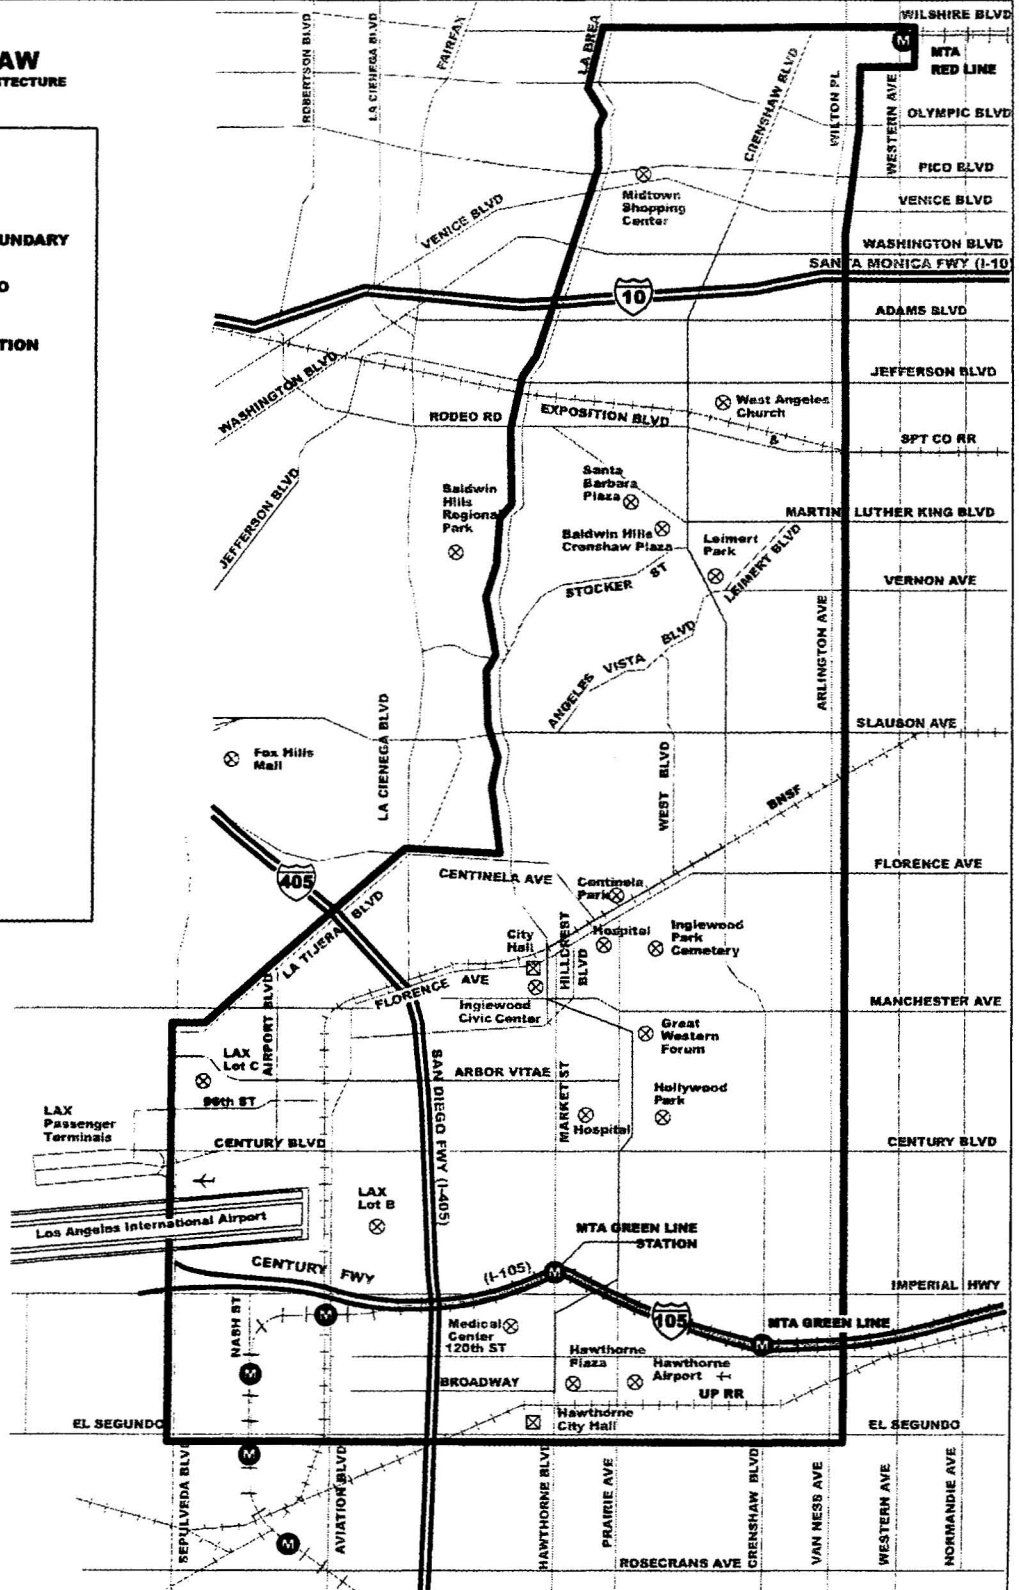 AW
TECTURE
UNDARY
O
TION
ROBERTSON BLVD
LA CIENEGA BLVD
FAIRFAX
LA BREA
CRENSHAW BLVD
WILTON PL
WESTERN AVE
WILSHIRE BLVD
M
MTA
RED LINE
OLYMPIC BLVD
PICO BLVD
Midtown
Shopping
Center
VENICE BLVD
VENICE BLVD
WASHINGTON BLVD
SANTA MONICA FWY (I-10)
10
ADAMS BLVD
WASHINGTON BLVD
JEFFERSON BLVD
West Angeles
Church
RODEO RD
EXPOSITION BLVD
&
SPT CO RR
JEFFERSON BLVD
Baldwin
Hills
Regional
Park
Santa
Barbara
Plaza
MARTIN LUTHER KING BLVD
Baldwin Hills
Crenshaw Plaza
Leimert
Park
LEIMERT BLVD
STOCKER ST
VERNON AVE
ANGELES VISTA BLVD
ARLINGTON AVE
LA CIENEGA BLVD
SLAUSON AVE
Fox Hills
Mall
WEST BLVD
BNSF
405
CENTINELA AVE
FLORENCE AVE
Centinela
Park
LA TIJERA BLVD
City
Hall
HILLCREST
BLVD
Hospital
Inglewood
Park
Cemetery
FLORENCE AVE
Inglewood
Civic Center
MANCHESTER AVE
AIRPORT BLVD
Great
Western
Forum
LAX
Lot C
SAN DIEGO FWY (I-405)
ARBOR VITAE
MARKET ST
Hollywood
Park
96th ST
LAX
Passenger
Terminals
Hospital
CENTURY BLVD
CENTURY BLVD
LAX
Lot B
Los Angeles International Airport
MTA GREEN LINE
STATION
CENTURY FWY
(I-105)
M
IMPERIAL HWY
NASH ST
M
105
MTA GREEN LINE
M
Medical
Center
120th ST
Hawthorne
Plaza
Hawthorne
Airport
M
BROADWAY
UP RR
EL SEGUNDO
Hawthorne
City Hall
EL SEGUNDO
M
SEPULVEDA BLVD
AVIATION BLVD
HAWTHORNE BLVD
PRAIRIE AVE
CRENSHAW BLVD
VAN NESS AVE
WESTERN AVE
NORMANDIE AVE
M
ROSECRANS AVE